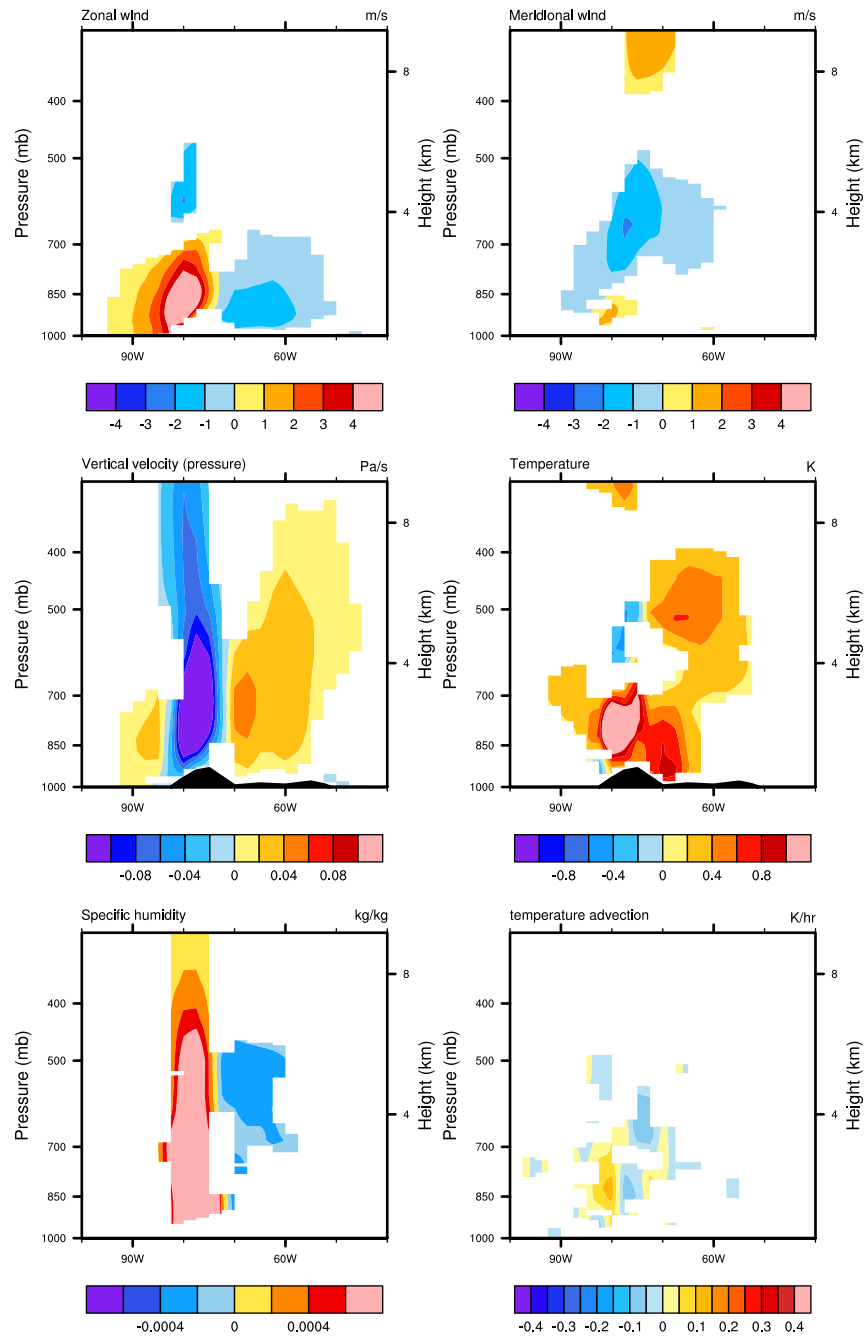 Zonal wind m/s
Pressure (mb)
400
500
700
850
1000
8
4
Height (km)
90W 60W
-4 -3 -2 -1 0 1 2 3 4
Meridional wind m/s
Pressure (mb)
400
500
700
850
1000
8
4
Height (km)
90W 60W
-4 -3 -2 -1 0 1 2 3 4
Vertical velocity (pressure) Pa/s
Pressure (mb)
400
500
700
850
1000
8
4
Height (km)
90W 60W
-0.08 -0.04 0 0.04 0.08
Temperature K
Pressure (mb)
400
500
700
850
1000
8
4
Height (km)
90W 60W
-0.8 -0.4 0 0.4 0.8
Specific humidity kg/kg
Pressure (mb)
400
500
700
850
1000
8
4
Height (km)
90W 60W
-0.0004 0 0.0004
temperature advection K/hr
Pressure (mb)
400
500
700
850
1000
8
4
Height (km)
90W 60W
-0.4 -0.3 -0.2 -0.1 0 0.1 0.2 0.3 0.4